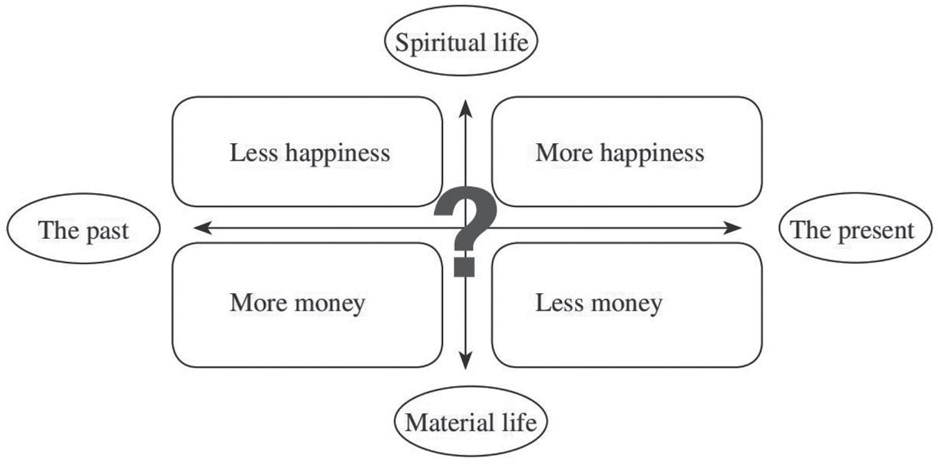 Spiritual life
Less happiness
More happiness
The past
?
The present
More money
Less money
Material life